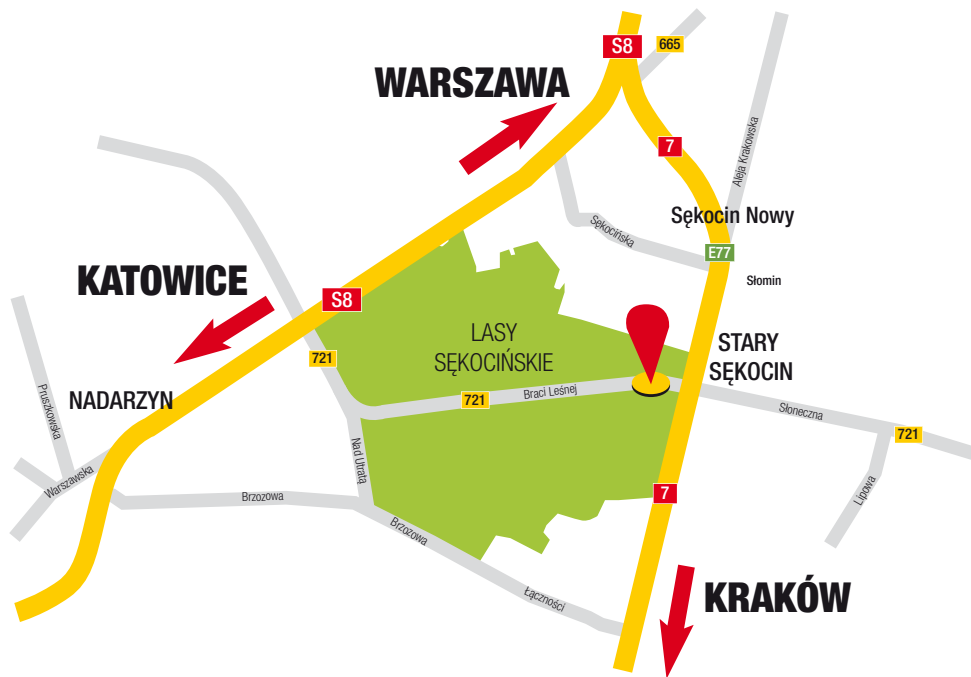 S8
665
WARSZAWA
7
Aleja Krakowska
Sękocin Nowy
Sękocińska
E77
Słomin
KATOWICE
S8
LASY
SĘKOCIŃSKIE
STARY
SĘKOCIN
721
NADARZYN
Pruszkowska
721
Braci Leśnej
Słoneczna
721
Nad Utratą
Warszawska
Brzozowa
7
Lipowa
Brzozowa
Łączności
KRAKÓW